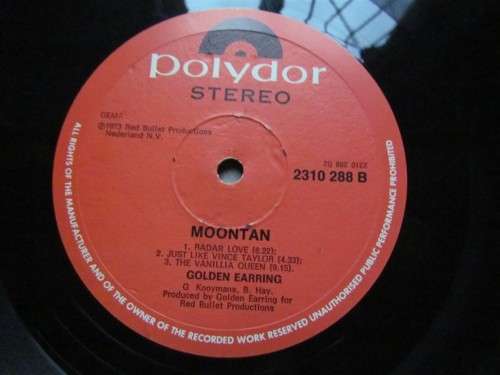 polydor
STEREO
GEMA
℗1973 Red Bullet Productions
Nederland N.V.
2310 288 B
MOONTAN
1. RADAR LOVE (6.22);
2. JUST LIKE VINCE TAYLOR (4.33);
3. THE VANILLIA QUEEN (9.15).
GOLDEN EARRING
G Kooymans, B. Hay.
Produced by Golden Earring for
Red Bullet Productions
ALL RIGHTS OF THE MANUFACTURER AND OF THE OWNER OF THE RECORDED WORK RESERVED UNAUTHORISED PUBLIC PERFORMANCE PROHIBITED